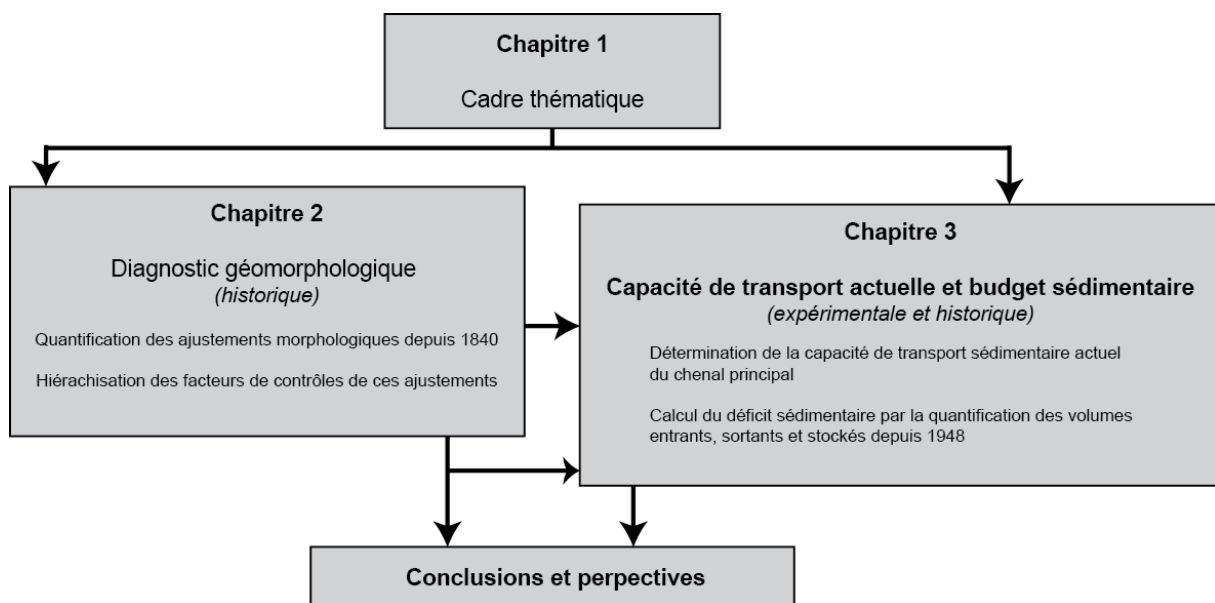 Chapitre 1
Cadre thématique
Chapitre 2
Diagnostic géomorphologique
(historique)
Quantification des ajustements morphologiques depuis 1840
Hiérachisation des facteurs de contrôles de ces ajustements
Chapitre 3
Capacité de transport actuelle et budget sédimentaire
(expérimentale et historique)
Détermination de la capacité de transport sédimentaire actuel
du chenal principal
Calcul du déficit sédimentaire par la quantification des volumes
entrants, sortants et stockés depuis 1948
Conclusions et perpectives